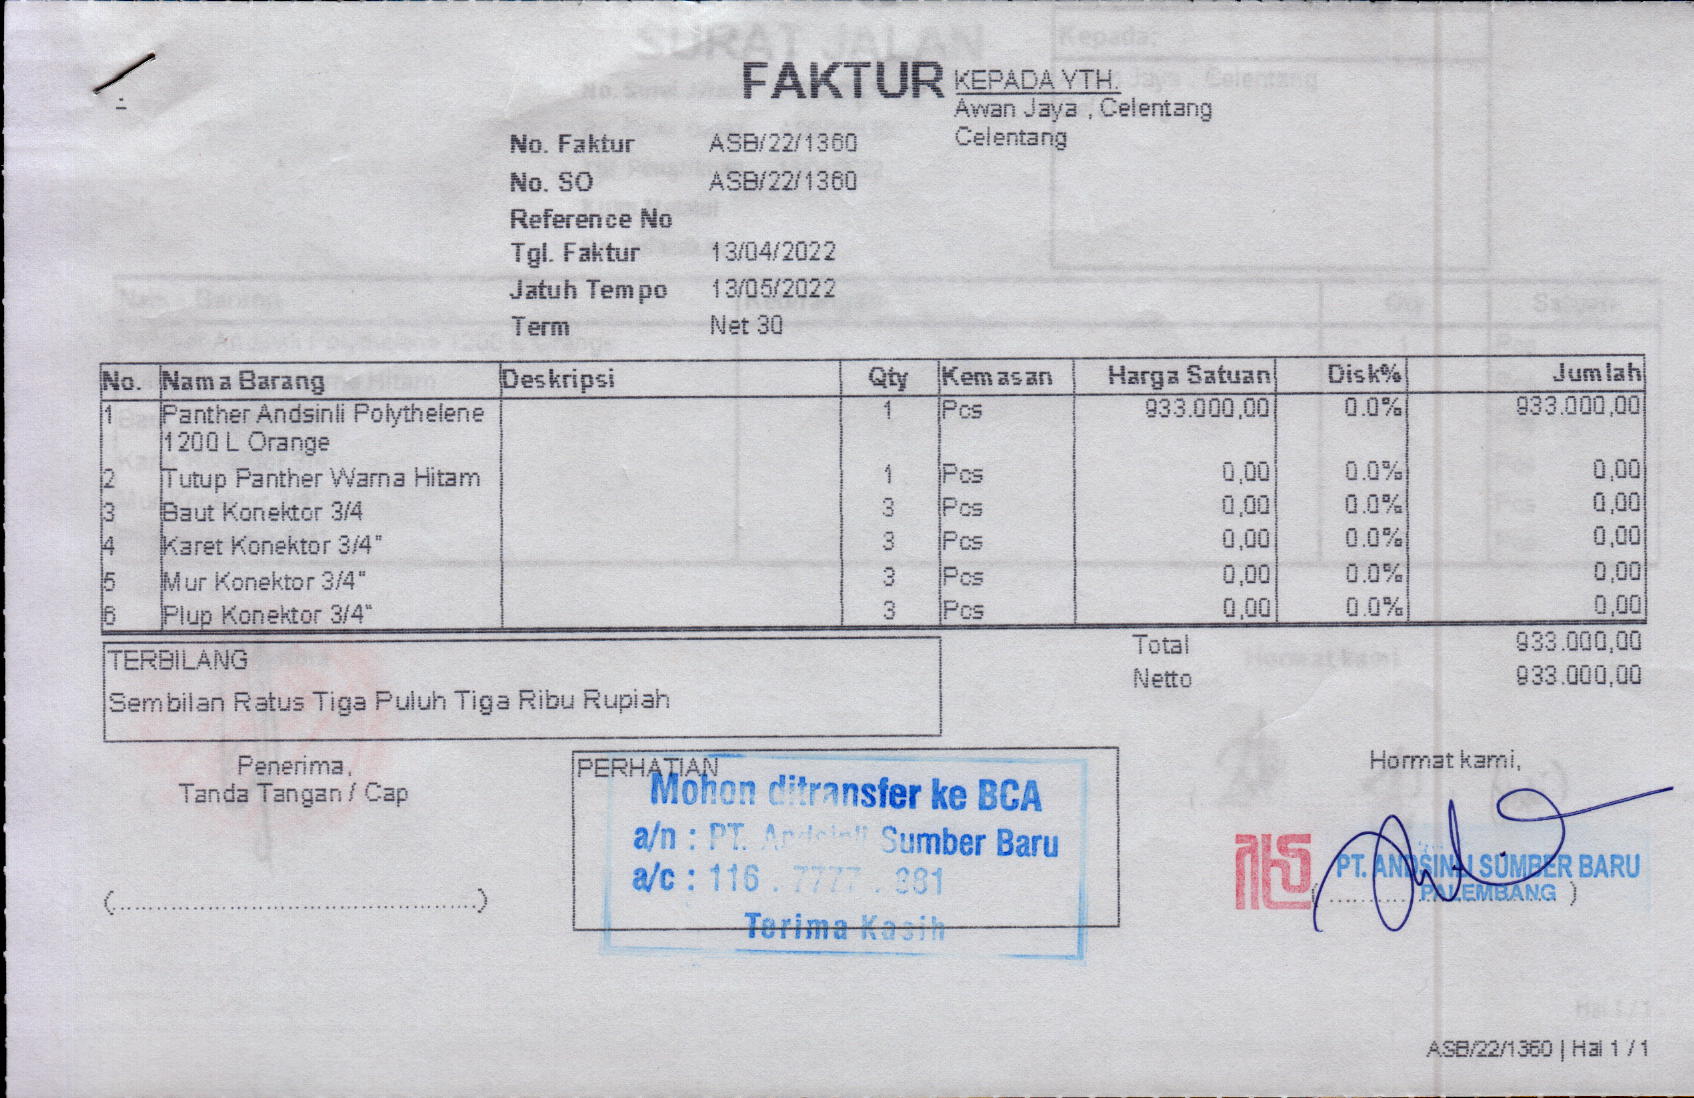 FAKTUR
KEPADA YTH.
Awan Jaya , Celentang
Celentang
No. Faktur ASB/22/1360
No. SO ASB/22/1360
Reference No
Tgl. Faktur 13/04/2022
Jatuh Tempo 13/05/2022
Term Net 30
No. Nama Barang Deskripsi Qty Kemasan Harga Satuan Disk% Jumlah
1 Panther Andsinli Polythelene 1 Pcs 933.000,00 0.0% 933.000,00
1200 L Orange
2 Tutup Panther Warna Hitam 1 Pcs 0,00 0.0% 0,00
3 Baut Konektor 3/4 3 Pcs 0,00 0.0% 0,00
4 Karet Konektor 3/4" 3 Pcs 0,00 0.0% 0,00
5 Mur Konektor 3/4" 3 Pcs 0,00 0.0% 0,00
6 Plup Konektor 3/4" 3 Pcs 0,00 0.0% 0,00
Total 933.000,00
Netto 933.000,00
TERBILANG
Sembilan Ratus Tiga Puluh Tiga Ribu Rupiah
Penerima,
Tanda Tangan / Cap
(................................................)
PERHATIAN
Mohon ditransfer ke BCA
a/n : PT. Andsinli Sumber Baru
a/c : 116 . 7777 . 381
Terima Kasih
Hormat kami,
PT. ANDSINLI SUMBER BARU
PALEMBANG
ASB/22/1360 | Hal 1 / 1